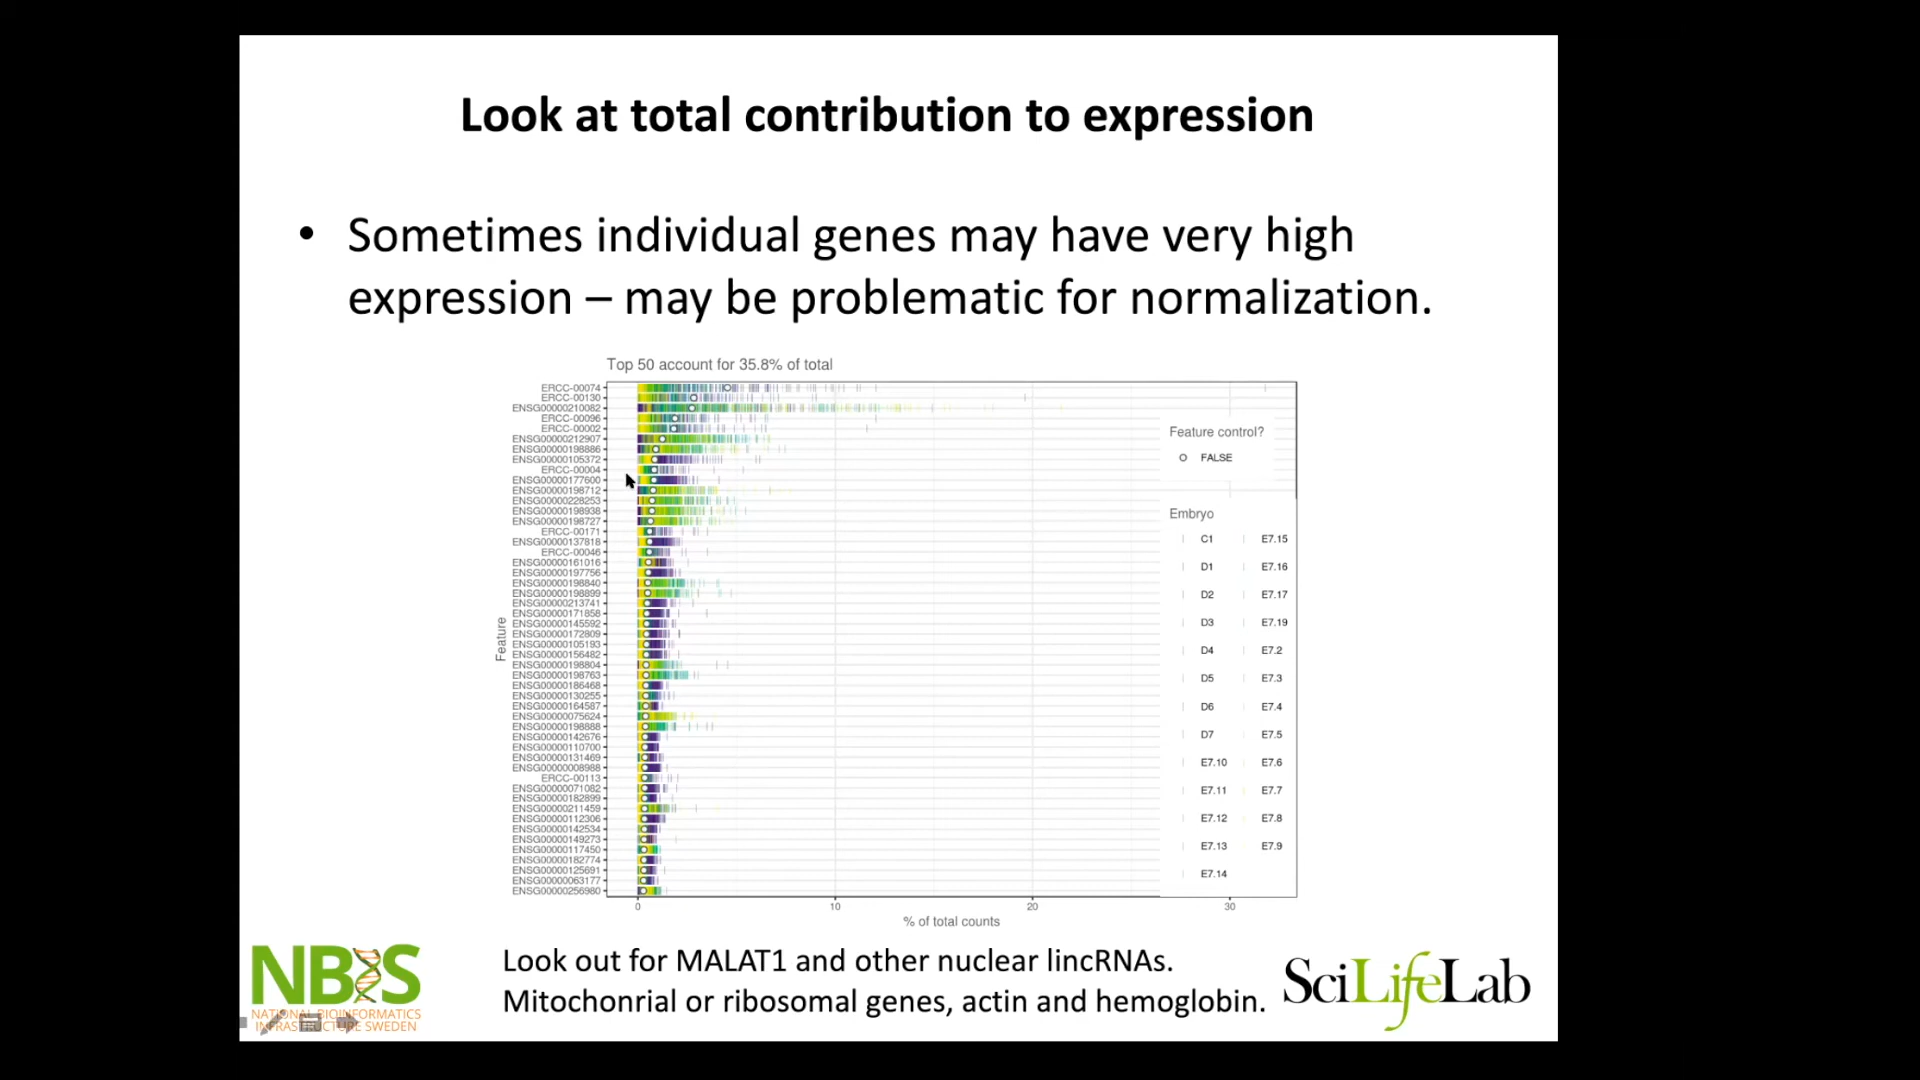 Look at total contribution to expression
• Sometimes individual genes may have very high
expression – may be problematic for normalization.
Top 50 account for 35.8% of total
Feature
ERCC-00074
ERCC-00130
ENSG00000210082
ERCC-00096
ERCC-00002
ENSG00000212907
ENSG00000198886
ENSG00000105372
ERCC-00004
ENSG00000177600
ENSG00000198712
ENSG00000228253
ENSG00000198938
ENSG00000198727
ERCC-00171
ENSG00000137818
ERCC-00046
ENSG00000161016
ENSG00000197756
ENSG00000198840
ENSG00000198899
ENSG00000213741
ENSG00000171858
ENSG00000145592
ENSG00000172809
ENSG00000105193
ENSG00000156482
ENSG00000198804
ENSG00000198763
ENSG00000186468
ENSG00000130255
ENSG00000164587
ENSG00000075624
ENSG00000198888
ENSG00000142676
ENSG00000110700
ENSG00000131469
ENSG00000008988
ERCC-00113
ENSG00000071082
ENSG00000182899
ENSG00000211459
ENSG00000112306
ENSG00000142534
ENSG00000149273
ENSG00000117450
ENSG00000182774
ENSG00000125691
ENSG00000063177
ENSG00000256980
0 10 20 30
% of total counts
Feature control?
FALSE
Embryo
C1 E7.15
D1 E7.16
D2 E7.17
D3 E7.19
D4 E7.2
D5 E7.3
D6 E7.4
D7 E7.5
E7.10 E7.6
E7.11 E7.7
E7.12 E7.8
E7.13 E7.9
E7.14
Look out for MALAT1 and other nuclear lincRNAs.
Mitochonrial or ribosomal genes, actin and hemoglobin.
NBIS
NATIONAL BIOINFORMATICS
INFRASTRUCTURE SWEDEN
SciLifeLab